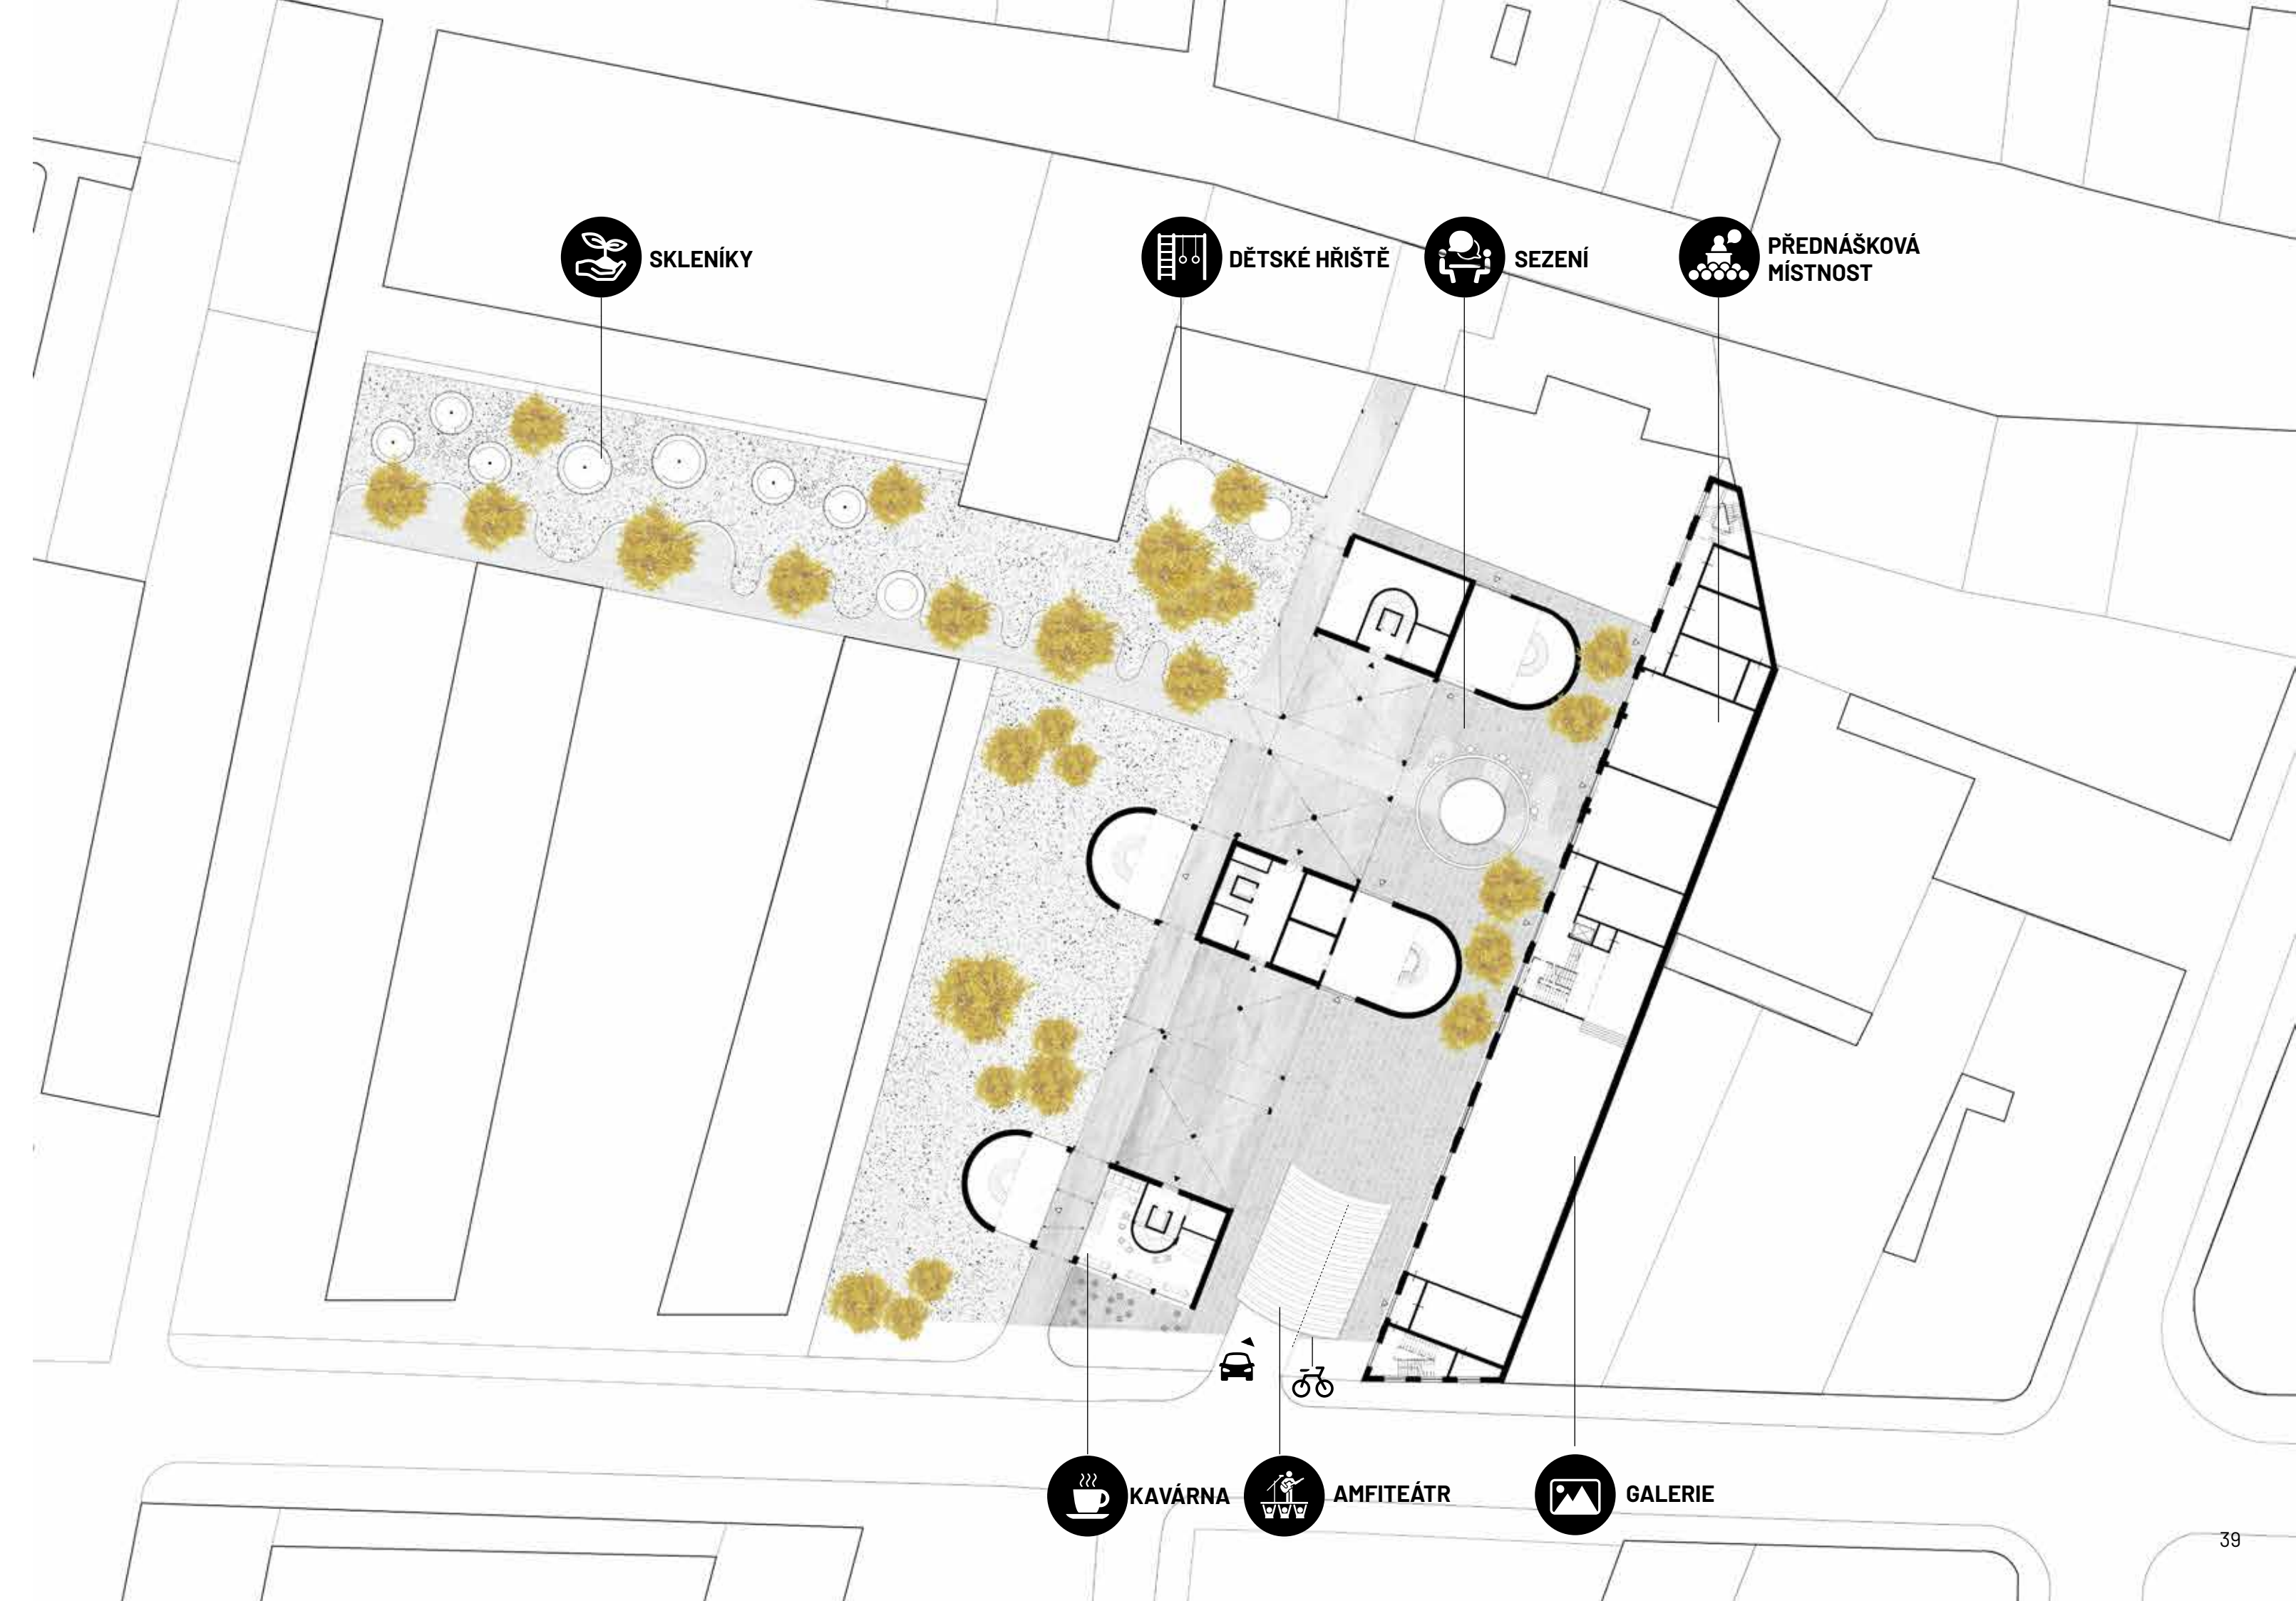 SKLENÍKY
DĚTSKÉ HŘIŠTĚ
SEZENÍ
PŘEDNÁŠKOVÁ
MÍSTNOST
KAVÁRNA
AMFITEÁTR
GALERIE
39